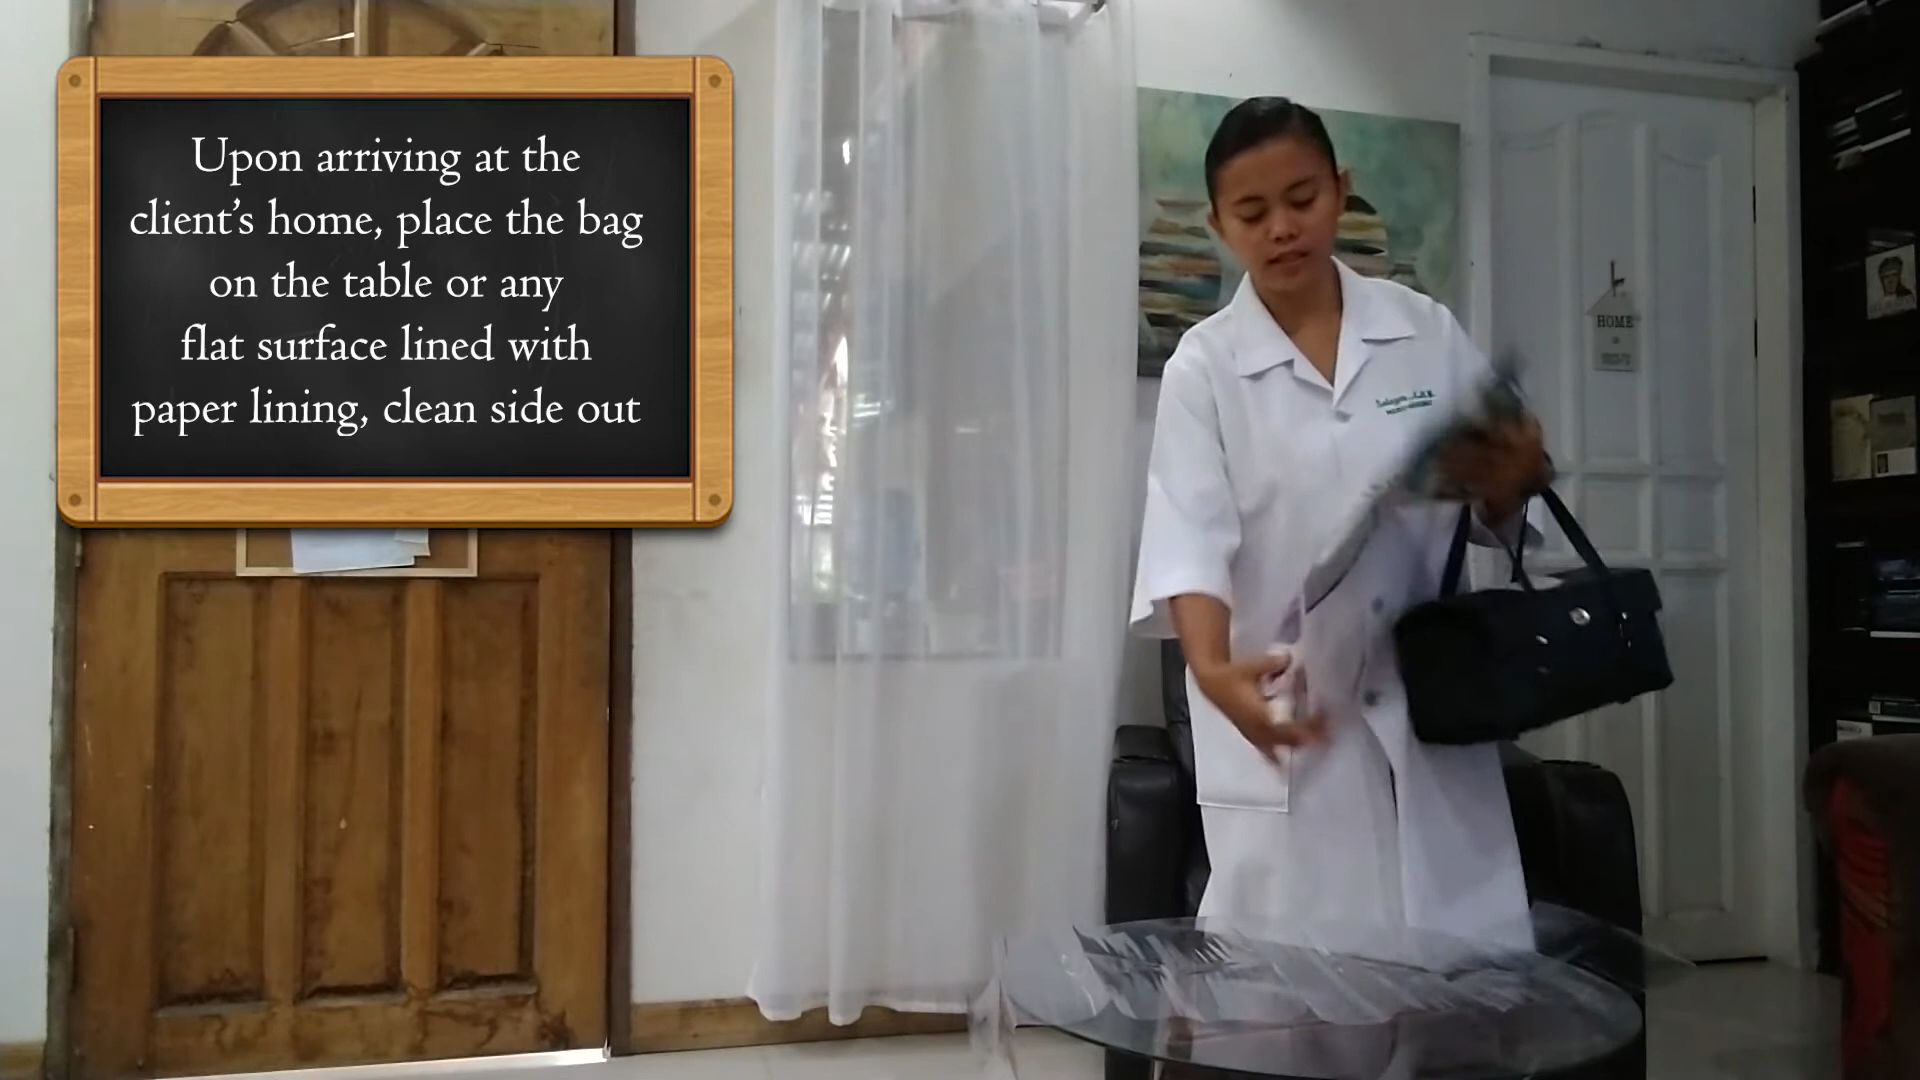 Upon arriving at the
client's home, place the bag
on the table or any
flat surface lined with
paper lining, clean side out
HOME